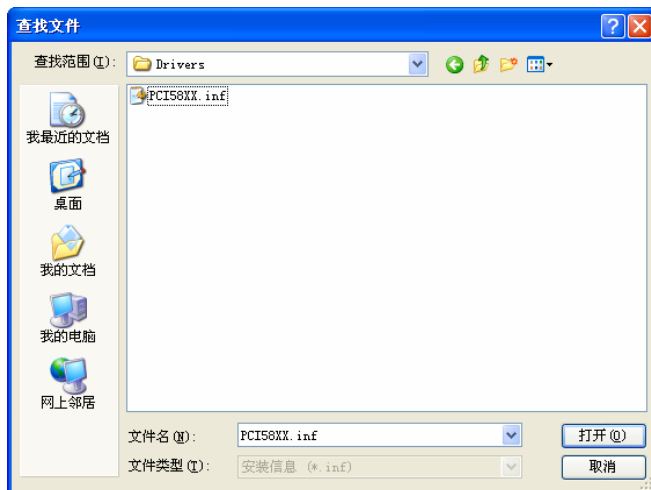 查找文件
查找范围(I):
Drivers
PCI58XX.inf
我最近的文档
桌面
我的文档
我的电脑
网上邻居
文件名(N):
PCI58XX.inf
打开(O)
文件类型(T):
安装信息 (*.inf)
取消